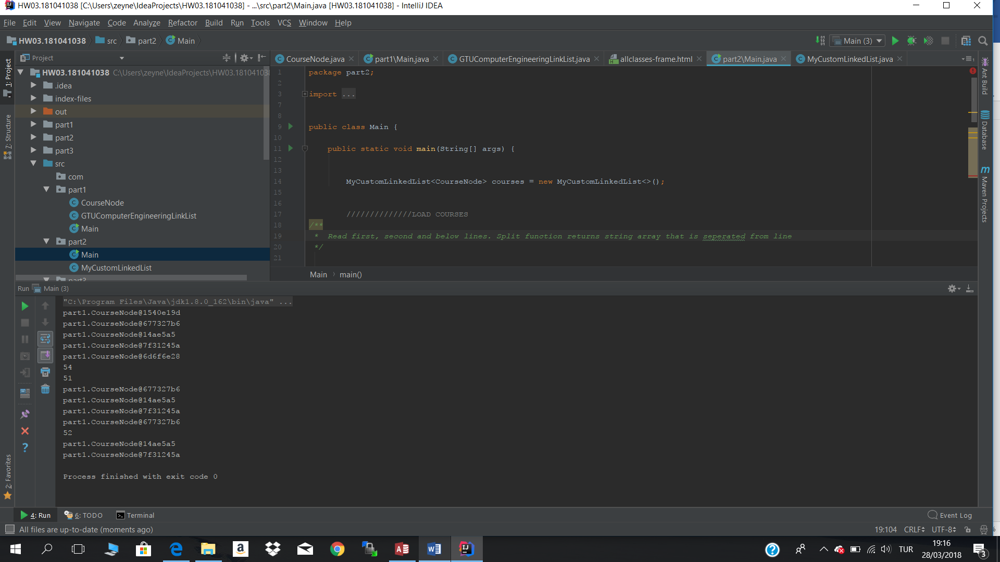 HW03.181041038 [C:\Users\zeyne\IdeaProjects\HW03.181041038] - ...\src\part2\Main.java [HW03.181041038] - IntelliJ IDEA
File Edit View Navigate Code Analyze Refactor Build Run Tools VCS Window Help
HW03.181041038 src part2 Main
Main (3)
Project
CourseNode.java part1\Main.java GTUComputerEngineeringLinkList.java allclasses-frame.html part2\Main.java MyCustomLinkedList.java
1: Project
7: Structure
2: Favorites
HW03.181041038 C:\Users\zeyne\IdeaProjects\HW03.181041038
.idea
index-files
out
part1
part2
part3
src
com
part1
CourseNode
GTUComputerEngineeringLinkList
Main
part2
Main
MyCustomLinkedList
part3
1 package part2;
2
3 import ...
7
8
9 public class Main {
10
11 public static void main(String[] args) {
12
13
14 MyCustomLinkedList<CourseNode> courses = new MyCustomLinkedList<>();
15
16
17 //////////////LOAD COURSES
18 /**
19 * Read first, second and below lines. Split function returns string array that is seperated from line
20 */
21
Main main()
Ant Build
Database
Maven Projects
Run Main (3)
"C:\Program Files\Java\jdk1.8.0_162\bin\java" ...
part1.CourseNode@1540e19d
part1.CourseNode@677327b6
part1.CourseNode@14ae5a5
part1.CourseNode@7f31245a
part1.CourseNode@6d6f6e28
54
51
part1.CourseNode@677327b6
part1.CourseNode@14ae5a5
part1.CourseNode@7f31245a
part1.CourseNode@677327b6
52
part1.CourseNode@14ae5a5
part1.CourseNode@7f31245a
Process finished with exit code 0
4: Run 6: TODO Terminal
Event Log
All files are up-to-date (moments ago)
19:104 CRLF UTF-8
TUR
19:16
28/03/2018
3